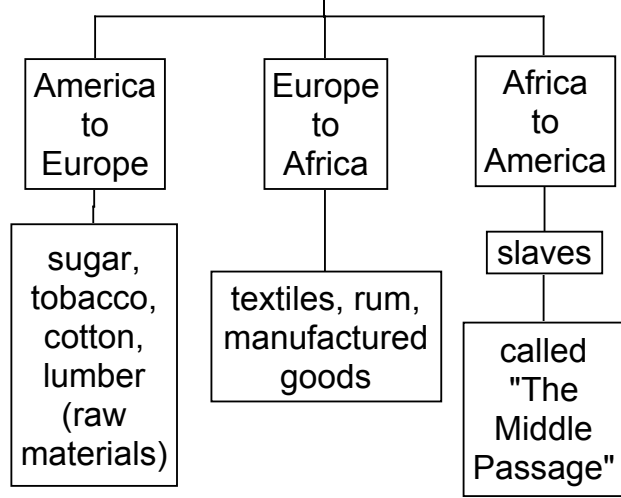 America
to
Europe
Europe
to
Africa
Africa
to
America
sugar,
tobacco,
cotton,
lumber
(raw
materials)
textiles, rum,
manufactured
goods
slaves
called
"The
Middle
Passage"